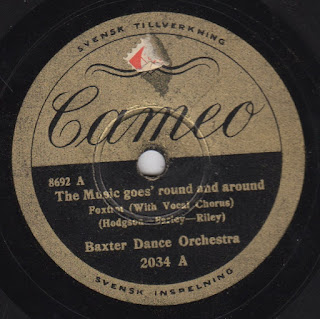 SVENSK TILLVERKNING
Cameo
8692 A
The Music goes' round and around
Foxtrot (With Vocal Chorus)
(Hodgson—Farley—Riley)
Baxter Dance Orchestra
2034 A
SVENSK INSPELNING